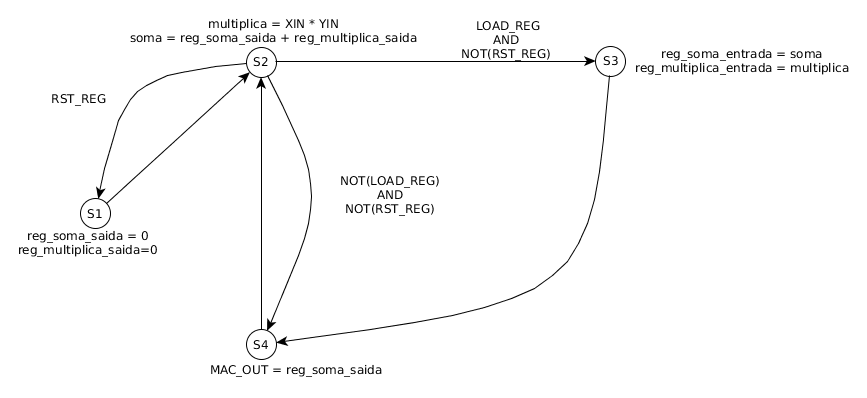 multiplica = XIN * YIN
soma = reg_soma_saida + reg_multiplica_saida
S2
LOAD_REG
AND
NOT(RST_REG)
S3
reg_soma_entrada = soma
reg_multiplica_entrada = multiplica
RST_REG
NOT(LOAD_REG)
AND
NOT(RST_REG)
S1
reg_soma_saida = 0
reg_multiplica_saida=0
S4
MAC_OUT = reg_soma_saida